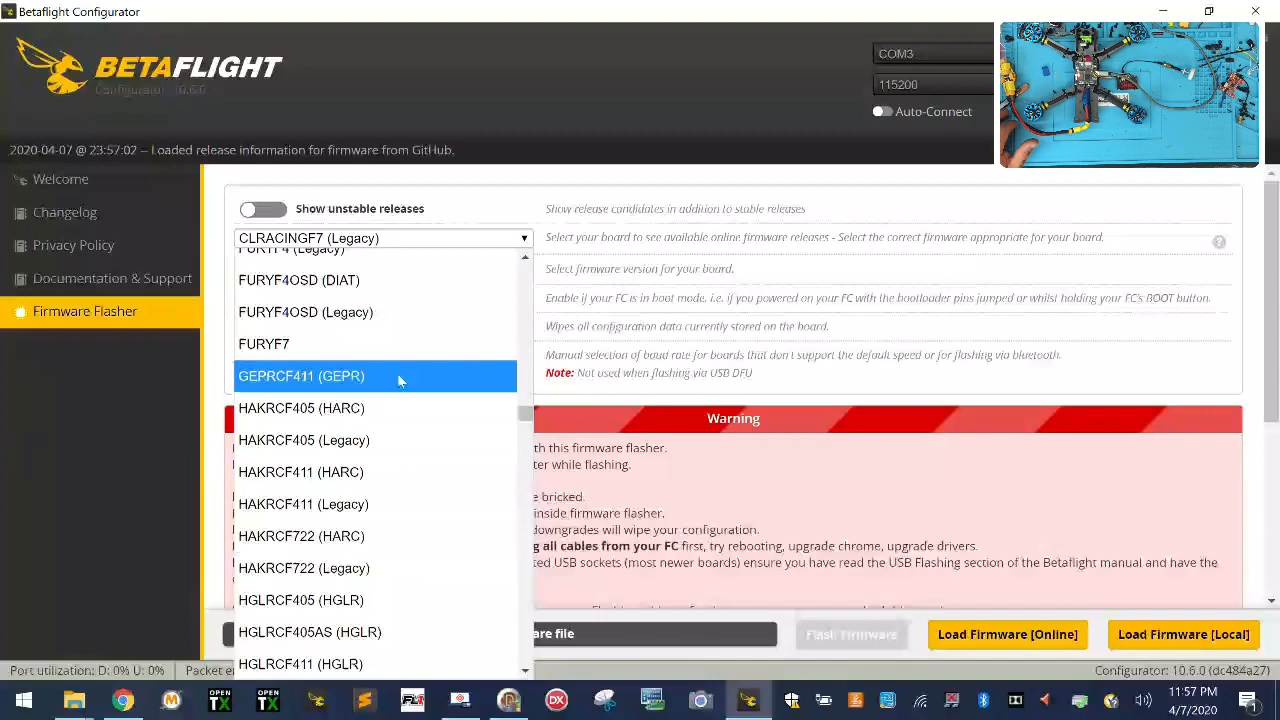 Betaflight Configurator
BETAFLIGHT
Configurator 10.6.0
COM3
115200
Auto-Connect
2020-04-07 @ 23:57:02 -- Loaded release information for firmware from GitHub.
Welcome
Changelog
Privacy Policy
Documentation & Support
Firmware Flasher
Show unstable releases
Show release candidates in addition to stable releases
CLRACINGF7 (Legacy)
Select your board to see available online firmware releases - Select the correct firmware appropriate for your board.
FURYF4 (Legacy)
Select firmware version for your board.
FURYF4OSD (DIAT)
Enable if your FC is in boot mode, i.e. if you powered on your FC with the bootloader pins jumped or whilst holding your FC's BOOT button.
FURYF4OSD (Legacy)
Wipes all configuration data currently stored on the board.
FURYF7
Manual selection of baud rate for boards that don't support the default speed or for flashing via bluetooth.
Note: Not used when flashing via USB DFU
GEPRCF411 (GEPR)
HAKRCF405 (HARC)
Warning
HAKRCF405 (Legacy)
th this firmware flasher.
ter while flashing.
HAKRCF411 (HARC)
e bricked.
HAKRCF411 (Legacy)
inside firmware flasher.
downgrades will wipe your configuration.
HAKRCF722 (HARC)
g all cables from your FC first, try rebooting, upgrade chrome, upgrade drivers.
HAKRCF722 (Legacy)
ted USB sockets (most newer boards) ensure you have read the USB Flashing section of the Betaflight manual and have the
HGLRCF405 (HGLR)
HGLRCF405AS (HGLR)
HGLRCF411 (HGLR)
are file
Flash Firmware
Load Firmware [Online]
Load Firmware [Local]
Port utilization: D: 0% U: 0%
Packet e
Configurator: 10.6.0 (dc484a27)
OPEN TX
OPEN TX
11:57 PM
4/7/2020